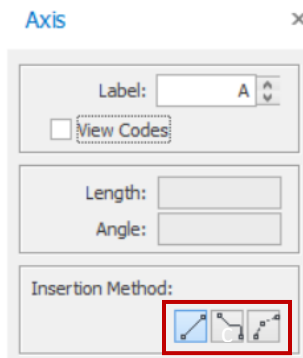 Axis
Label: A
View Codes
Length:
Angle:
Insertion Method:
C